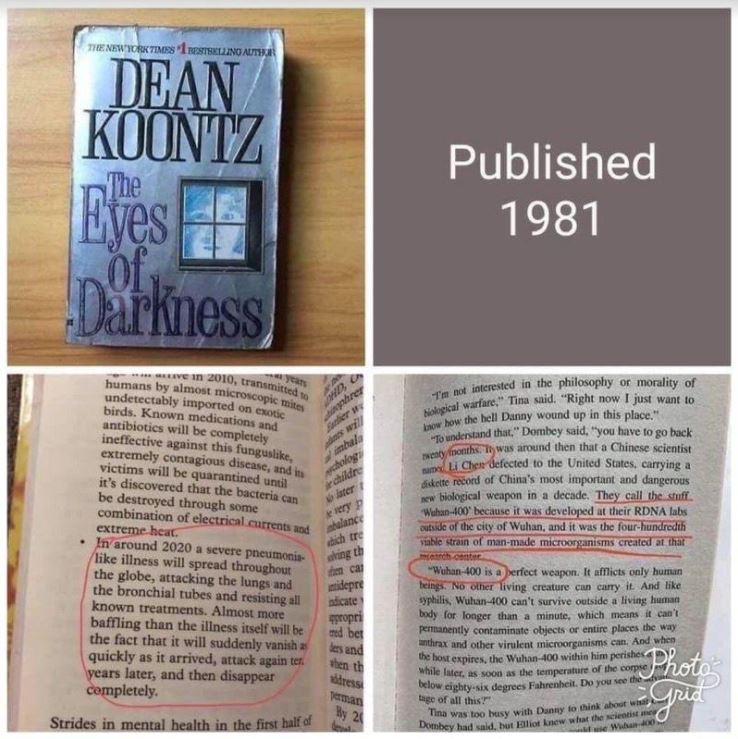 THE NEW YORK TIMES #1 BESTSELLING AUTHOR
DEAN
KOONTZ
The
Eyes
of
Darkness
Published
1981
in 2010, transmitted to
humans by almost microscopic mites
undetectably imported on exotic
birds. Known medications and
antibiotics will be completely
ineffective against this funguslike,
extremely contagious disease, and its
victims will be quarantined until
it's discovered that the bacteria can
be destroyed through some
combination of electrical currents and
extreme heat.
• In around 2020 a severe pneumonia-
like illness will spread throughout
the globe, attacking the lungs and
the bronchial tubes and resisting all
known treatments. Almost more
baffling than the illness itself will be
the fact that it will suddenly vanish as
quickly as it arrived, attack again ten
years later, and then disappear
completely.
Strides in mental health in the first half of
"I'm not interested in the philosophy or morality of
biological warfare," Tina said. "Right now I just want to
know how the hell Danny wound up in this place."
"To understand that," Dombey said, "you have to go back
twenty months. It was around then that a Chinese scientist
named Li Chen defected to the United States, carrying a
diskette record of China's most important and dangerous
new biological weapon in a decade. They call the stuff
'Wuhan-400' because it was developed at their RDNA labs
outside of the city of Wuhan, and it was the four-hundredth
viable strain of man-made microorganisms created at that
research center.
"Wuhan-400 is a perfect weapon. It afflicts only human
beings. No other living creature can carry it. And like
syphilis, Wuhan-400 can't survive outside a living human
body for longer than a minute, which means it can't
permanently contaminate objects or entire places the way
anthrax and other virulent microorganisms can. And when
the host expires, the Wuhan-400 within him perishes a
while later, as soon as the temperature of the corpse
below eighty-six degrees Fahrenheit. Do you see the
tage of all this?"
Tina was too busy with Danny to think about what
Dombey had said, but Elliot knew what the scientist
use Wuhan-400
Photo
Grid